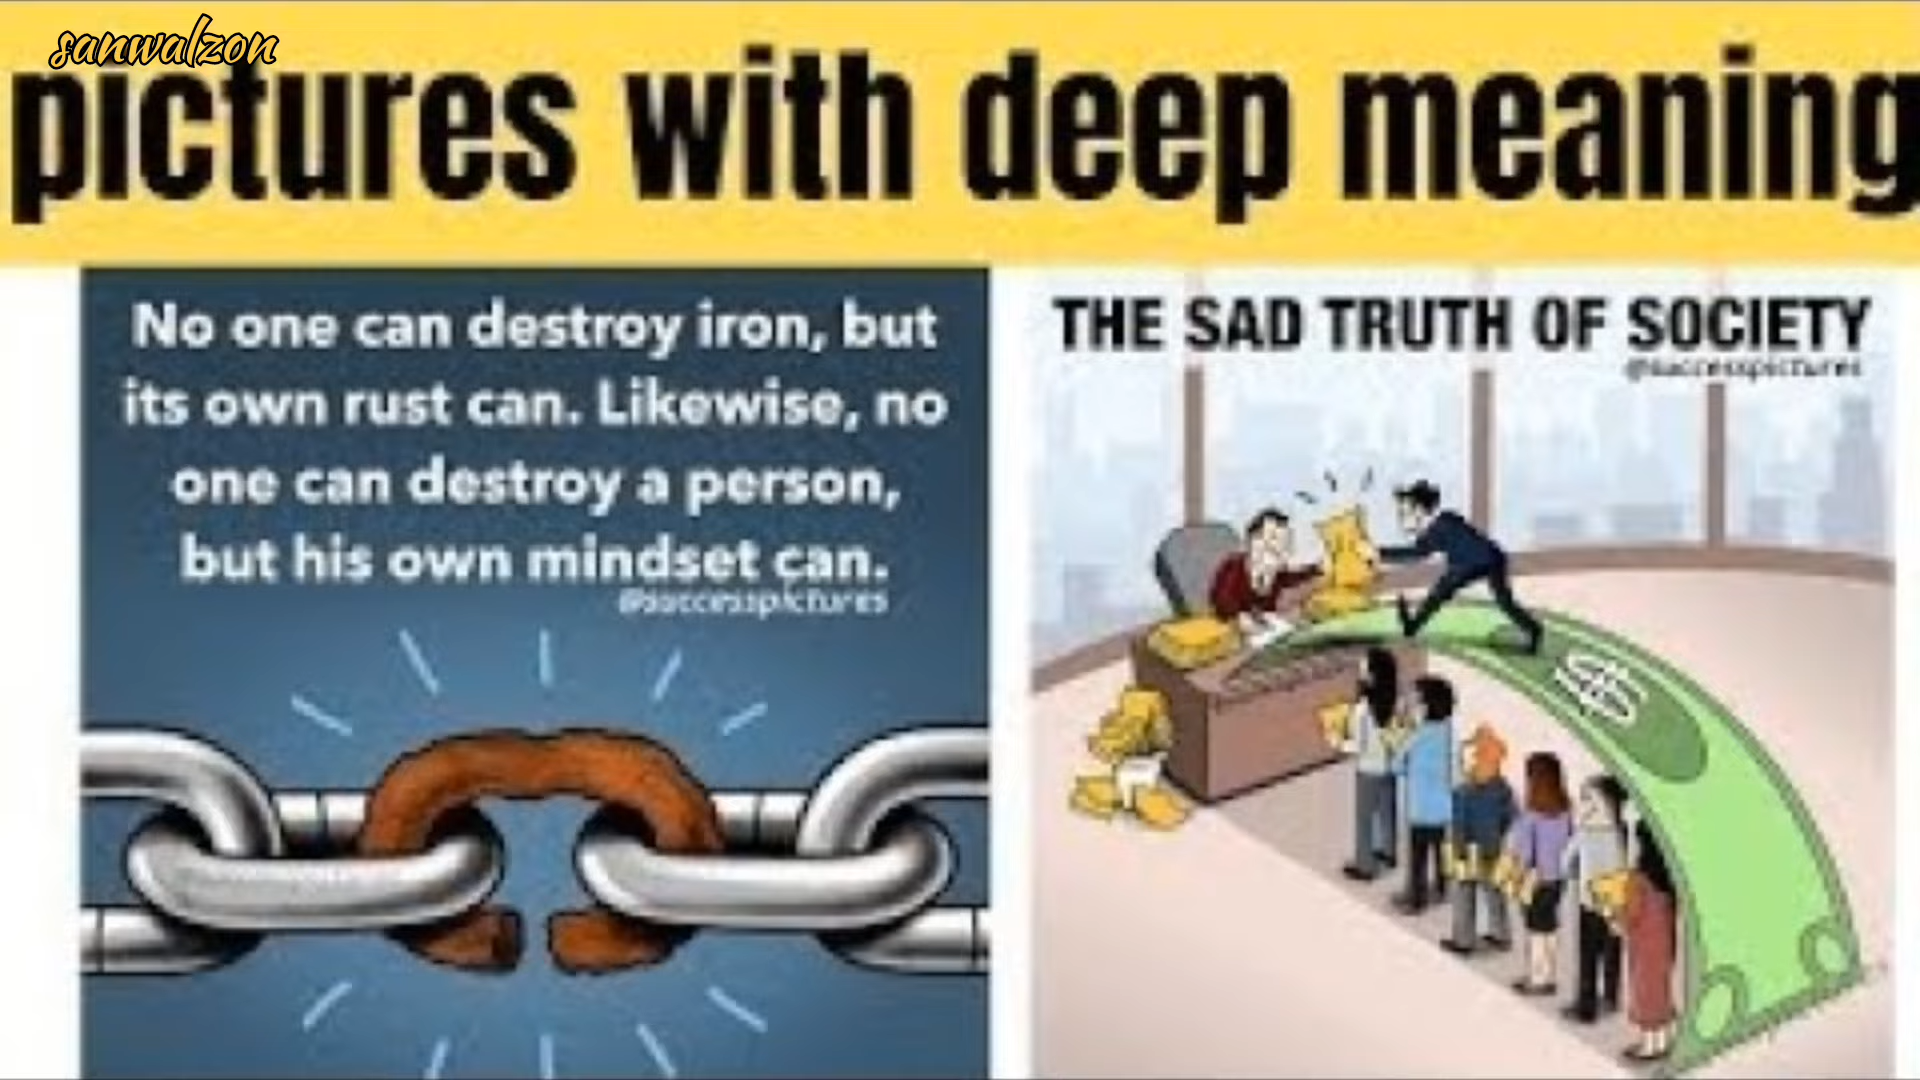 sanwalzon
pictures with deep meaning
No one can destroy iron, but
its own rust can. Likewise, no
one can destroy a person,
but his own mindset can.
@successpictures
THE SAD TRUTH OF SOCIETY
@successpictures